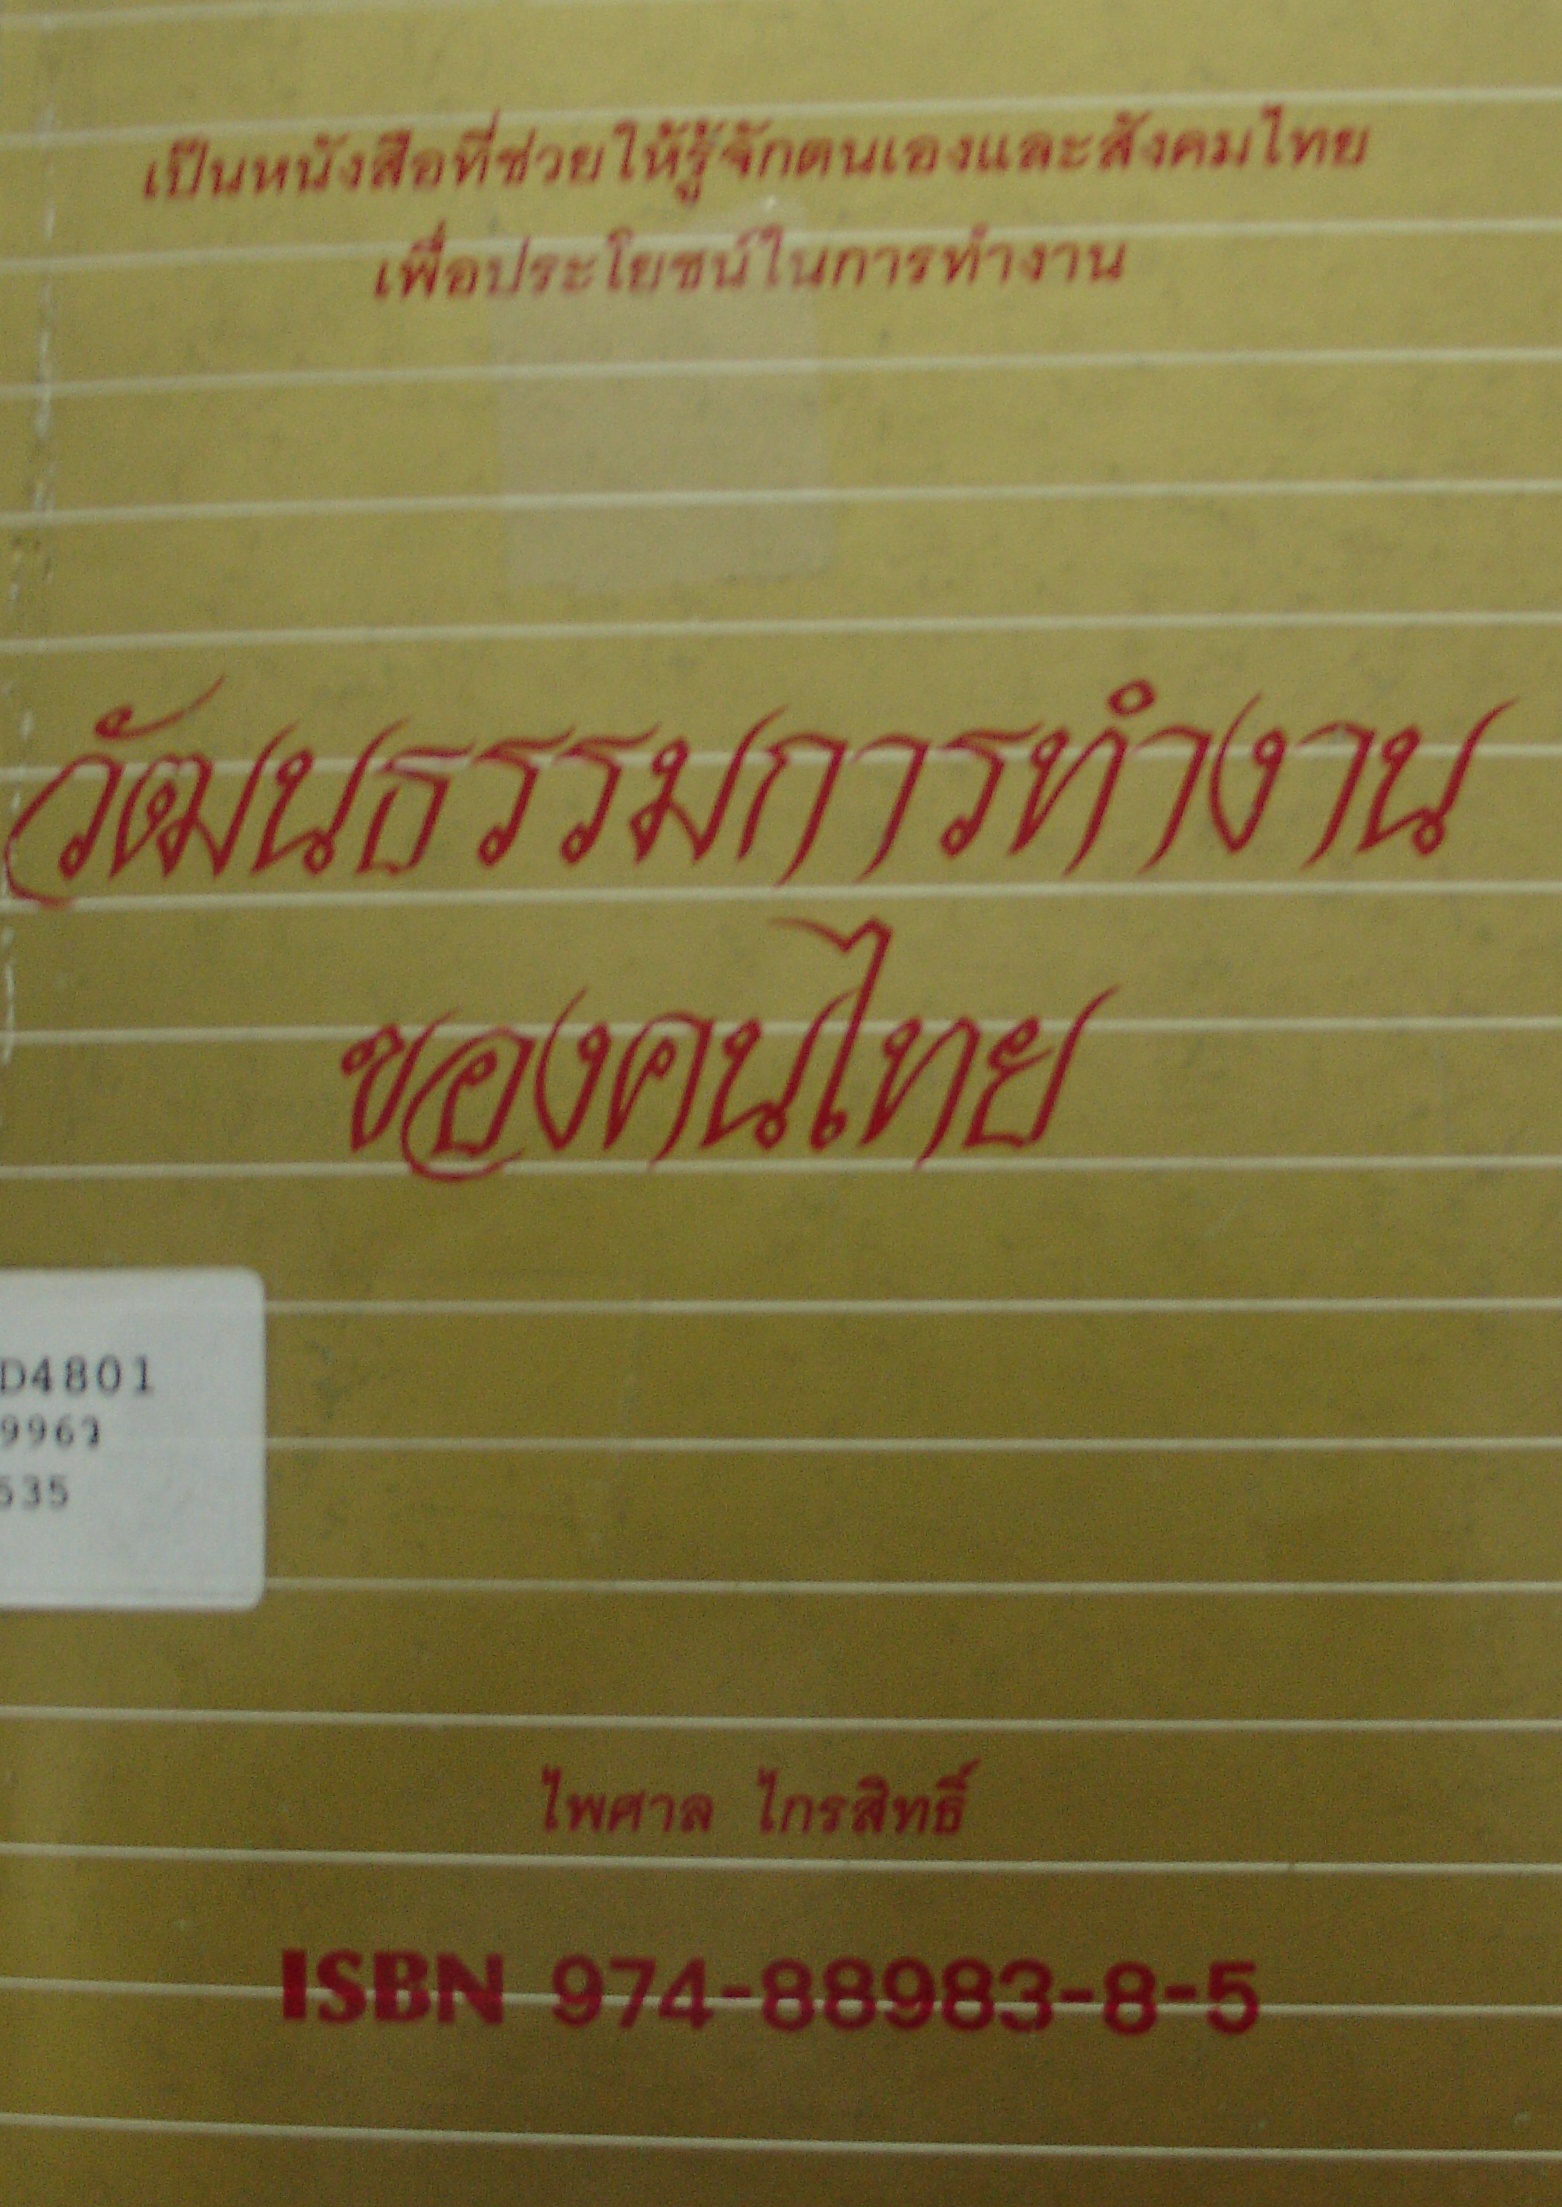 เป็นหนังสือที่ช่วยให้รู้จักตนเองและสังคมไทย
เพื่อประโยชน์ในการทำงาน
วัฒนธรรมการทำงาน
ของคนไทย
D4801
996ว
535
ไพศาล ไกรสิทธิ์
ISBN 974-88983-8-5